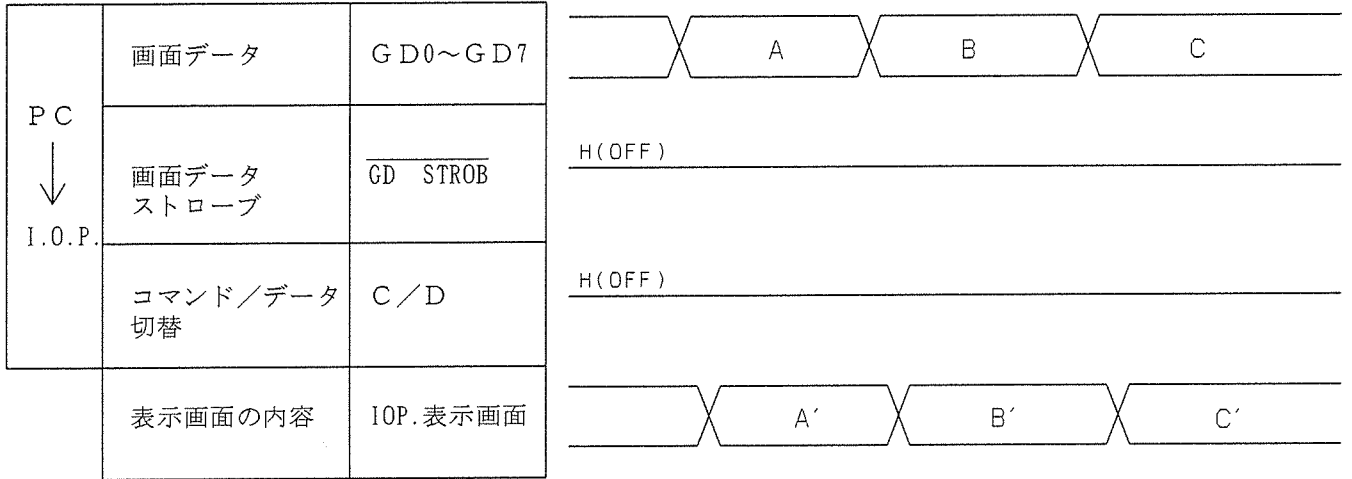 画面データ GD0～GD7 A B C
PC
↓
I.O.P.
画面データ
ストローブ
GD STROB
H(OFF)
コマンド／データ
切替
C／D
H(OFF)
表示画面の内容 IOP.表示画面 A′ B′ C′